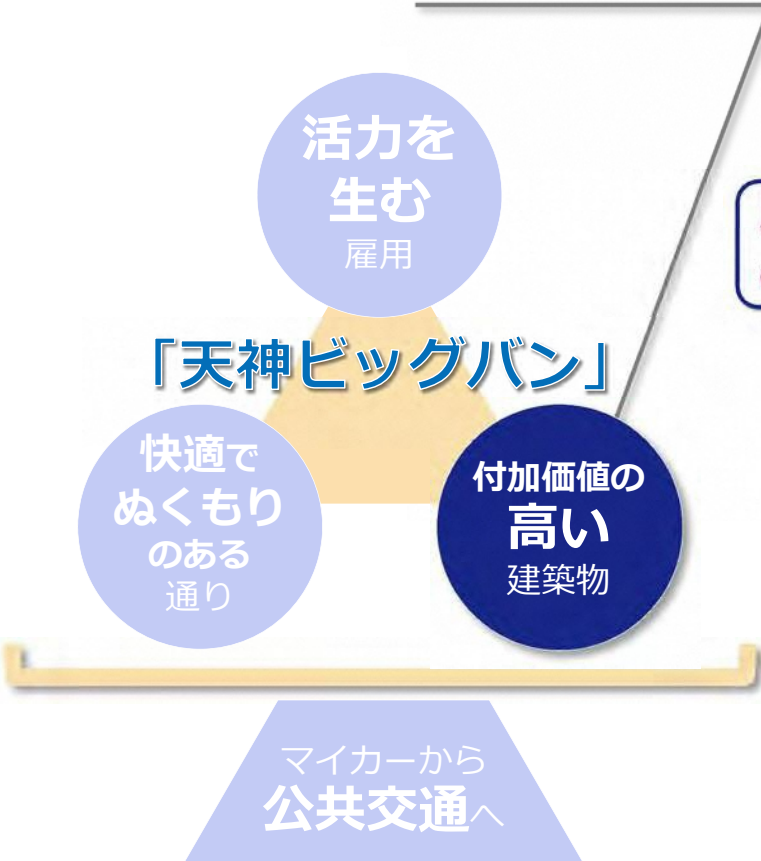 活力を
生む
雇用
「天神ビッグバン」
快適で
ぬくもり
のある
通り
付加価値の
高い
建築物
マイカーから
公共交通へ